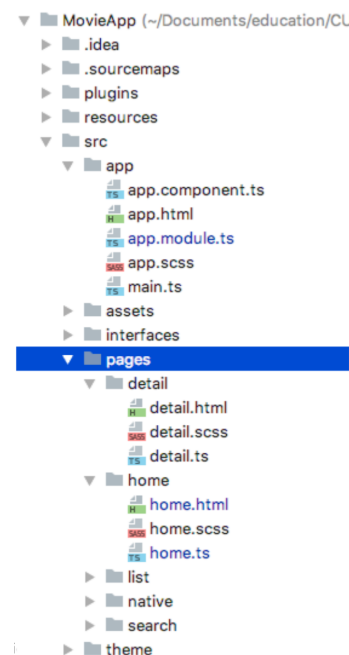 MovieApp (~/Documents/education/CU
.idea
.sourcemaps
plugins
resources
src
app
app.component.ts
app.html
app.module.ts
app.scss
main.ts
assets
interfaces
pages
detail
detail.html
detail.scss
detail.ts
home
home.html
home.scss
home.ts
list
native
search
theme